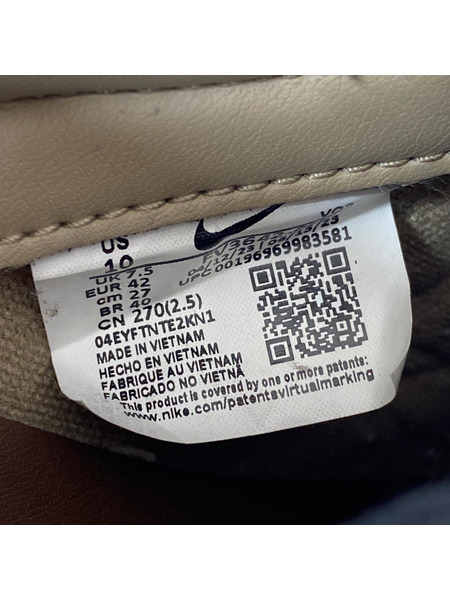 US
10
UK 7.5
EUR 42
cm 27
BR 40
CN 270(2.5)
04EYFTNTE2KN1
MADE IN VIETNAM
HECHO EN VIETNAM
FABRIQUE AU VIETNAM
FABRICADO NO VIETNÃ
UPC 00196969983581
This product is covered by one or more patents:
www.nike.com/patentsvirtualmarking